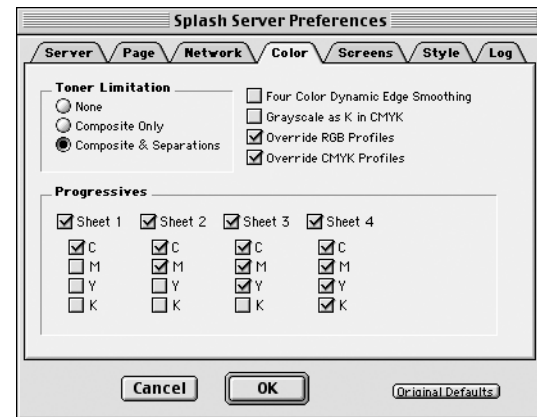 Splash Server Preferences
Server Page Network Color Screens Style Log
Toner Limitation
None
Composite Only
Composite & Separations
Four Color Dynamic Edge Smoothing
Grayscale as K in CMYK
Override RGB Profiles
Override CMYK Profiles
Progressives
Sheet 1 Sheet 2 Sheet 3 Sheet 4
C C C C
M M M M
Y Y Y Y
K K K K
Cancel OK Original Defaults